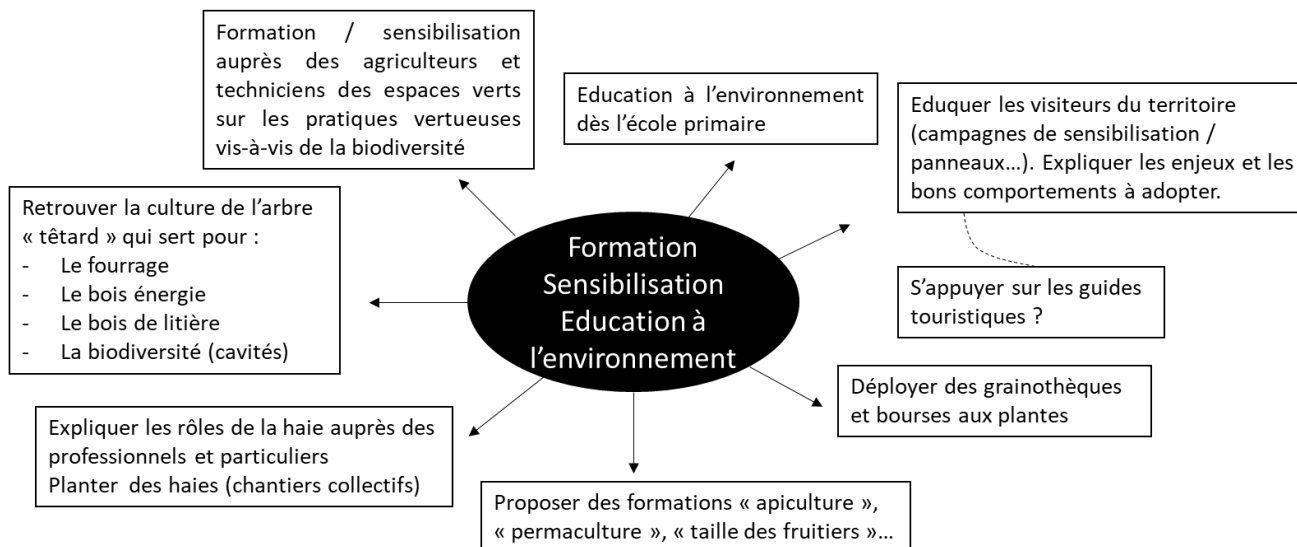 Formation / sensibilisation
auprès des agriculteurs et
techniciens des espaces verts
sur les pratiques vertueuses
vis-à-vis de la biodiversité
Education à l’environnement
dès l’école primaire
Eduquer les visiteurs du territoire
(campagnes de sensibilisation /
panneaux…). Expliquer les enjeux et les
bons comportements à adopter.
Retrouver la culture de l’arbre
« têtard » qui sert pour :
- Le fourrage
- Le bois énergie
- Le bois de litière
- La biodiversité (cavités)
Formation
Sensibilisation
Education à
l’environnement
S’appuyer sur les guides
touristiques ?
Déployer des grainothèques
et bourses aux plantes
Expliquer les rôles de la haie auprès des
professionnels et particuliers
Planter des haies (chantiers collectifs)
Proposer des formations « apiculture »,
« permaculture », « taille des fruitiers »…